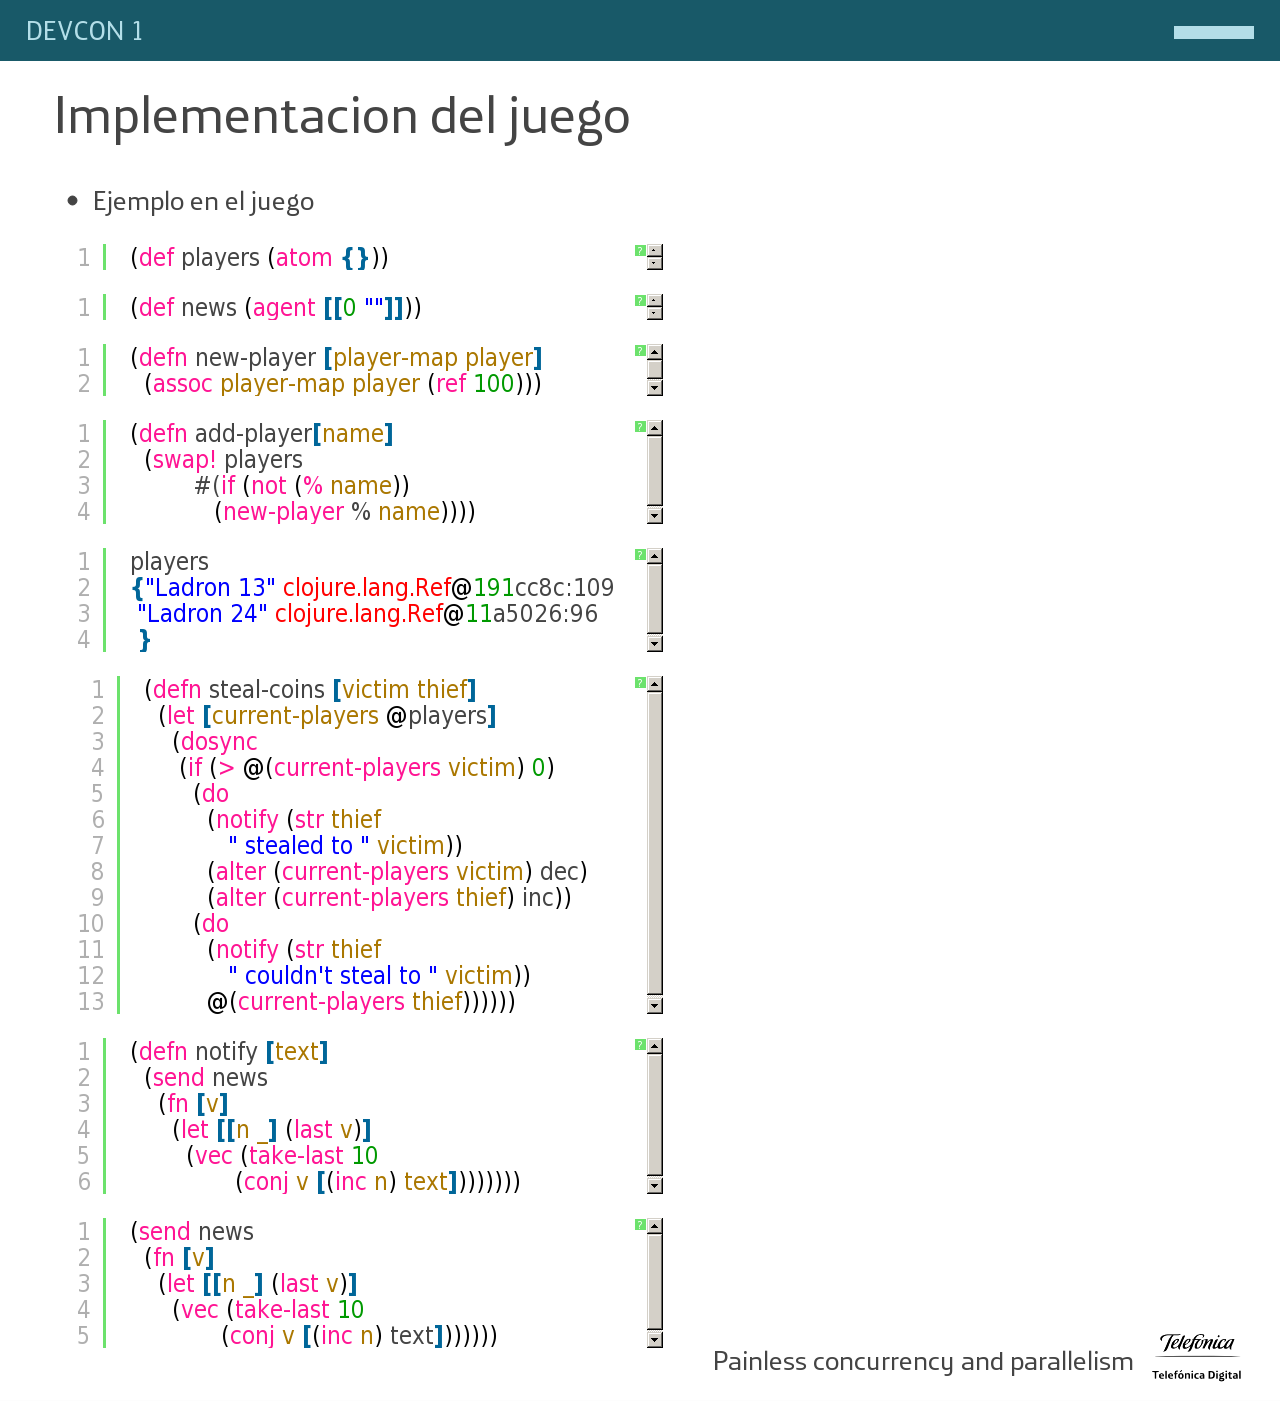 DEVCON 1
Implementacion del juego
• Ejemplo en el juego
1 (def players (atom {}))
1 (def news (agent [[0 ""]]))
1 (defn new-player [player-map player]
2 (assoc player-map player (ref 100)))
1 (defn add-player[name]
2 (swap! players
3 #(if (not (% name))
4 (new-player % name))))
1 players
2 {"Ladron 13" clojure.lang.Ref@191cc8c:109
3 "Ladron 24" clojure.lang.Ref@11a5026:96
4 }
1 (defn steal-coins [victim thief]
2 (let [current-players @players]
3 (dosync
4 (if (> @(current-players victim) 0)
5 (do
6 (notify (str thief
7 " stealed to " victim))
8 (alter (current-players victim) dec)
9 (alter (current-players thief) inc))
10 (do
11 (notify (str thief
12 " couldn't steal to " victim))
13 @(current-players thief))))))
1 (defn notify [text]
2 (send news
3 (fn [v]
4 (let [[n _] (last v)]
5 (vec (take-last 10
6 (conj v [(inc n) text])))))))
1 (send news
2 (fn [v]
3 (let [[n _] (last v)]
4 (vec (take-last 10
5 (conj v [(inc n) text]))))))
Painless concurrency and parallelism
Telefónica
Telefónica Digital